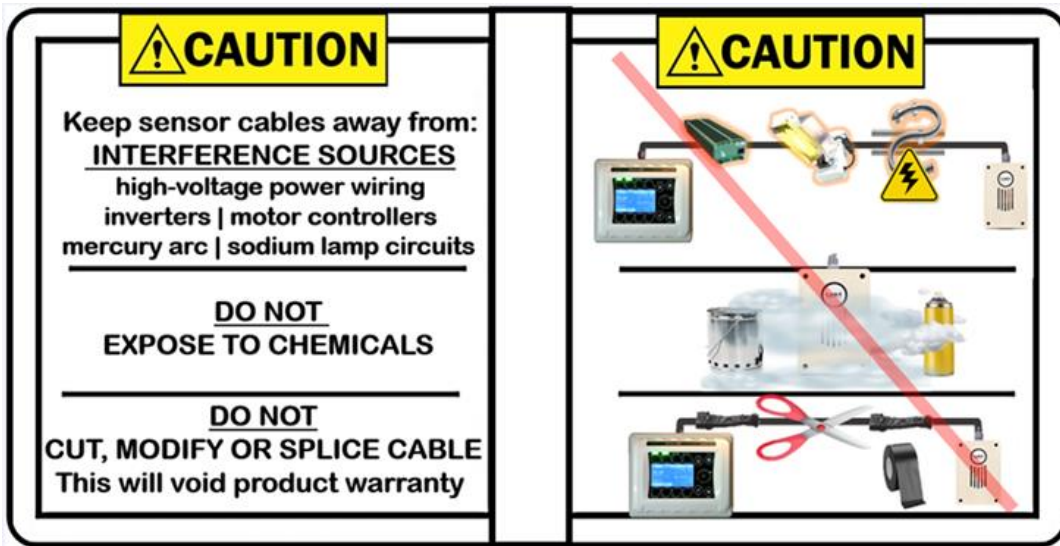 CAUTION
Keep sensor cables away from:
INTERFERENCE SOURCES
high-voltage power wiring
inverters | motor controllers
mercury arc | sodium lamp circuits
DO NOT
EXPOSE TO CHEMICALS
DO NOT
CUT, MODIFY OR SPLICE CABLE
This will void product warranty
CAUTION